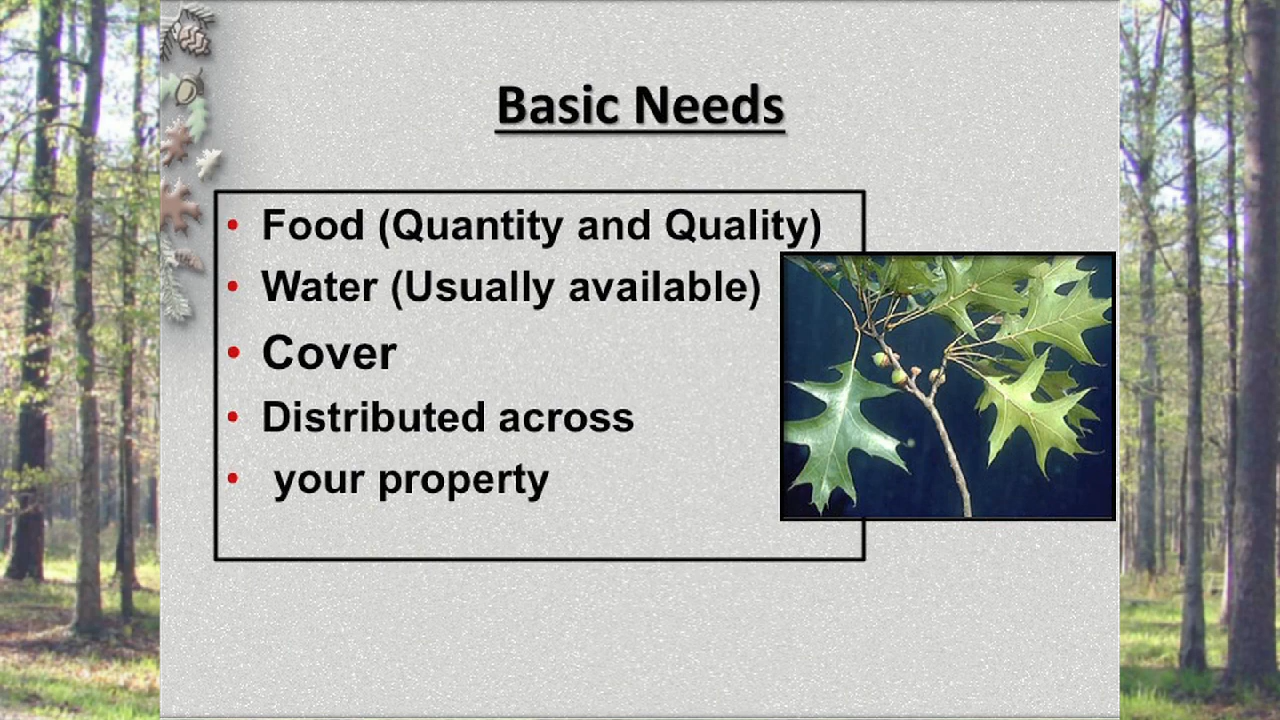 Basic Needs
• Food (Quantity and Quality)
• Water (Usually available)
• Cover
• Distributed across
• your property